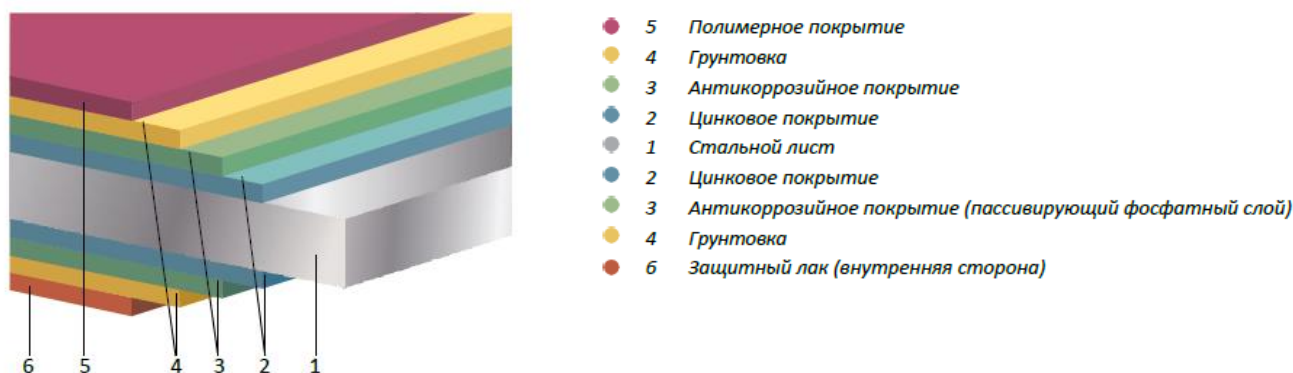 5 Полимерное покрытие
4 Грунтовка
3 Антикоррозийное покрытие
2 Цинковое покрытие
1 Стальной лист
2 Цинковое покрытие
3 Антикоррозийное покрытие (пассивирующий фосфатный слой)
4 Грунтовка
6 Защитный лак (внутренняя сторона)
6 5 4 3 2 1